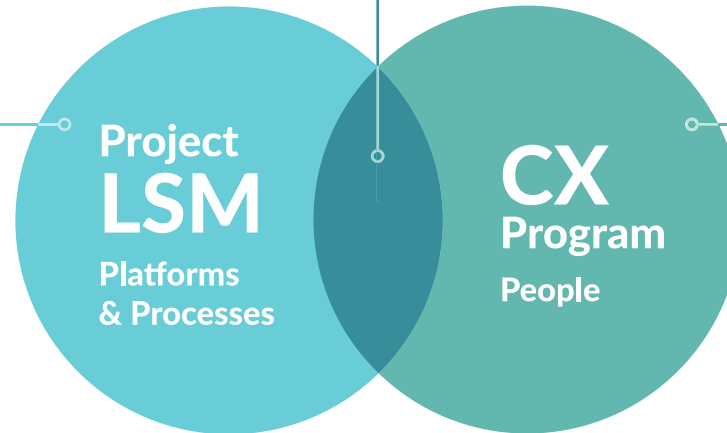 Project
LSM
Platforms
& Processes
CX
Program
People